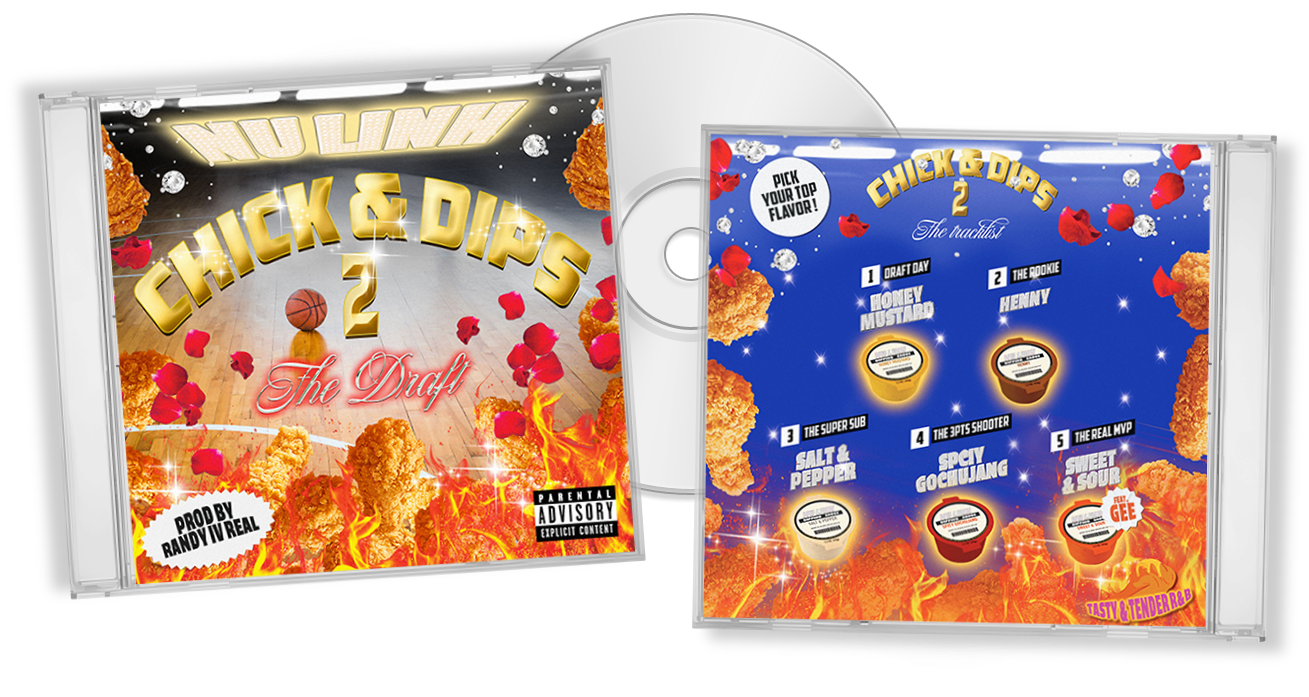 NU LINK
CHICK & DIPS
2
The Draft
PROD BY
RANDY IV REAL
PARENTAL
ADVISORY
EXPLICIT CONTENT
PICK
YOUR TOP
FLAVOR!
CHICK & DIPS
2
The tracklist
1 DRAFT DAY
HONEY
MUSTARD
2 THE ROOKIE
HENNY
3 THE SUPER SUB
SALT &
PEPPER
4 THE 3PTS SHOOTER
SPCIY
GOCHUJANG
5 THE REAL MVP
SWEET
& SOUR
FEAT
GEE
TASTY & TENDER R&B